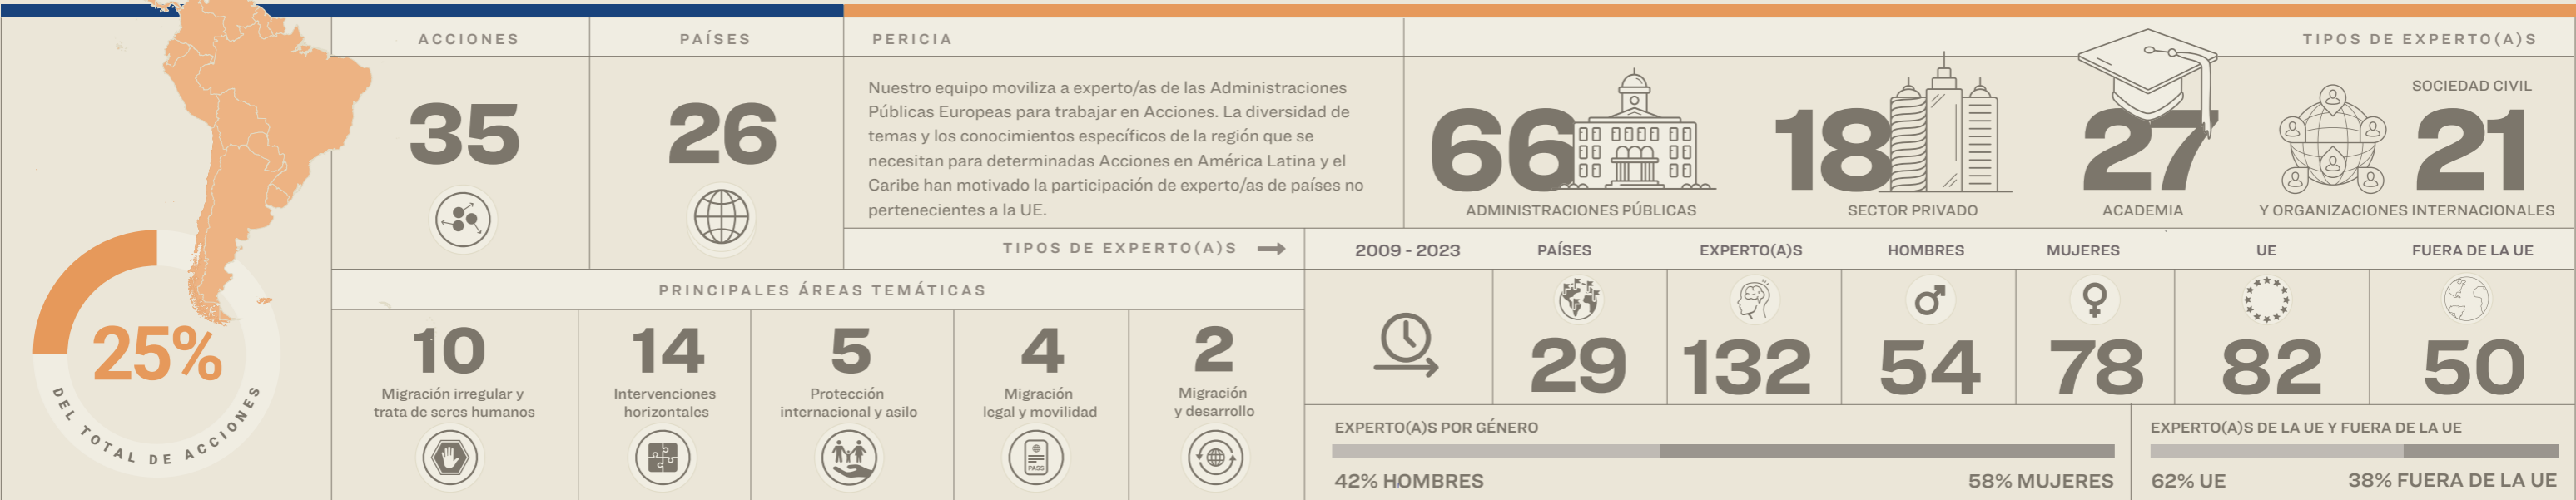 25%
DEL TOTAL DE ACCIONES
ACCIONES
35
PAÍSES
26
PERICIA
Nuestro equipo moviliza a experto/as de las Administraciones
Públicas Europeas para trabajar en Acciones. La diversidad de
temas y los conocimientos específicos de la región que se
necesitan para determinadas Acciones en América Latina y el
Caribe han motivado la participación de experto/as de países no
pertenecientes a la UE.
TIPOS DE EXPERTO(A)S
TIPOS DE EXPERTO(A)S
66
ADMINISTRACIONES PÚBLICAS
18
SECTOR PRIVADO
27
ACADEMIA
SOCIEDAD CIVIL
21
Y ORGANIZACIONES INTERNACIONALES
PRINCIPALES ÁREAS TEMÁTICAS
10
Migración irregular y
trata de seres humanos
14
Intervenciones
horizontales
5
Protección
internacional y asilo
4
Migración
legal y movilidad
PASS
2
Migración
y desarrollo
2009 - 2023
PAÍSES
29
EXPERTO(A)S
132
HOMBRES
54
MUJERES
78
UE
82
FUERA DE LA UE
50
EXPERTO(A)S POR GÉNERO
42% HOMBRES
58% MUJERES
EXPERTO(A)S DE LA UE Y FUERA DE LA UE
62% UE
38% FUERA DE LA UE